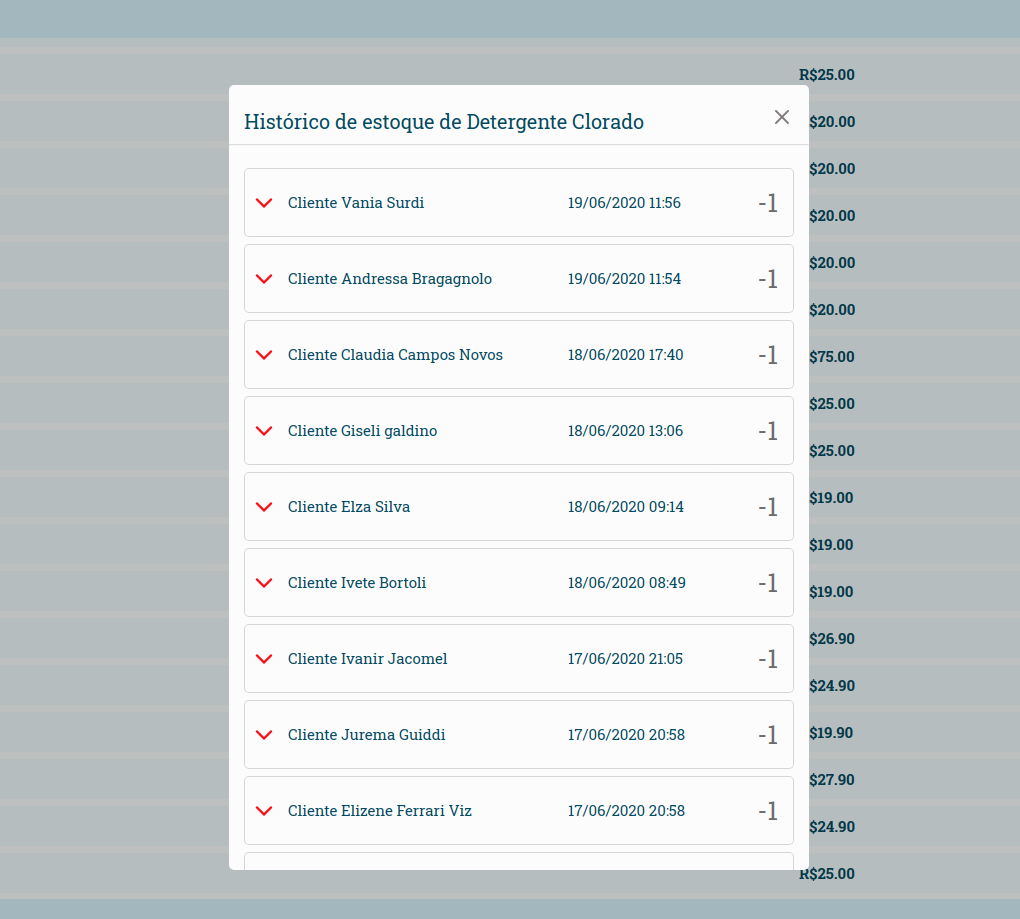 R$25.00
Histórico de estoque de Detergente Clorado
$20.00
$20.00
Cliente Vania Surdi 19/06/2020 11:56 -1
$20.00
$20.00
Cliente Andressa Bragagnolo 19/06/2020 11:54 -1
$20.00
Cliente Claudia Campos Novos 18/06/2020 17:40 -1
$75.00
$25.00
Cliente Giseli galdino 18/06/2020 13:06 -1
$25.00
$19.00
Cliente Elza Silva 18/06/2020 09:14 -1
$19.00
Cliente Ivete Bortoli 18/06/2020 08:49 -1
$19.00
$26.90
Cliente Ivanir Jacomel 17/06/2020 21:05 -1
$24.90
Cliente Jurema Guiddi 17/06/2020 20:58 -1
$19.90
$27.90
Cliente Elizene Ferrari Viz 17/06/2020 20:58 -1
$24.90
R$25.00